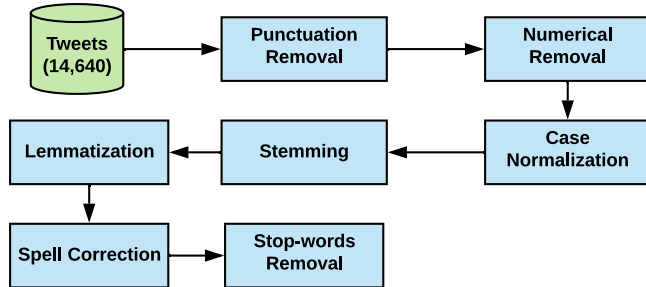 Tweets
(14,640)
Punctuation
Removal
Numerical
Removal
Case
Normalization
Stemming
Lemmatization
Spell Correction
Stop-words
Removal